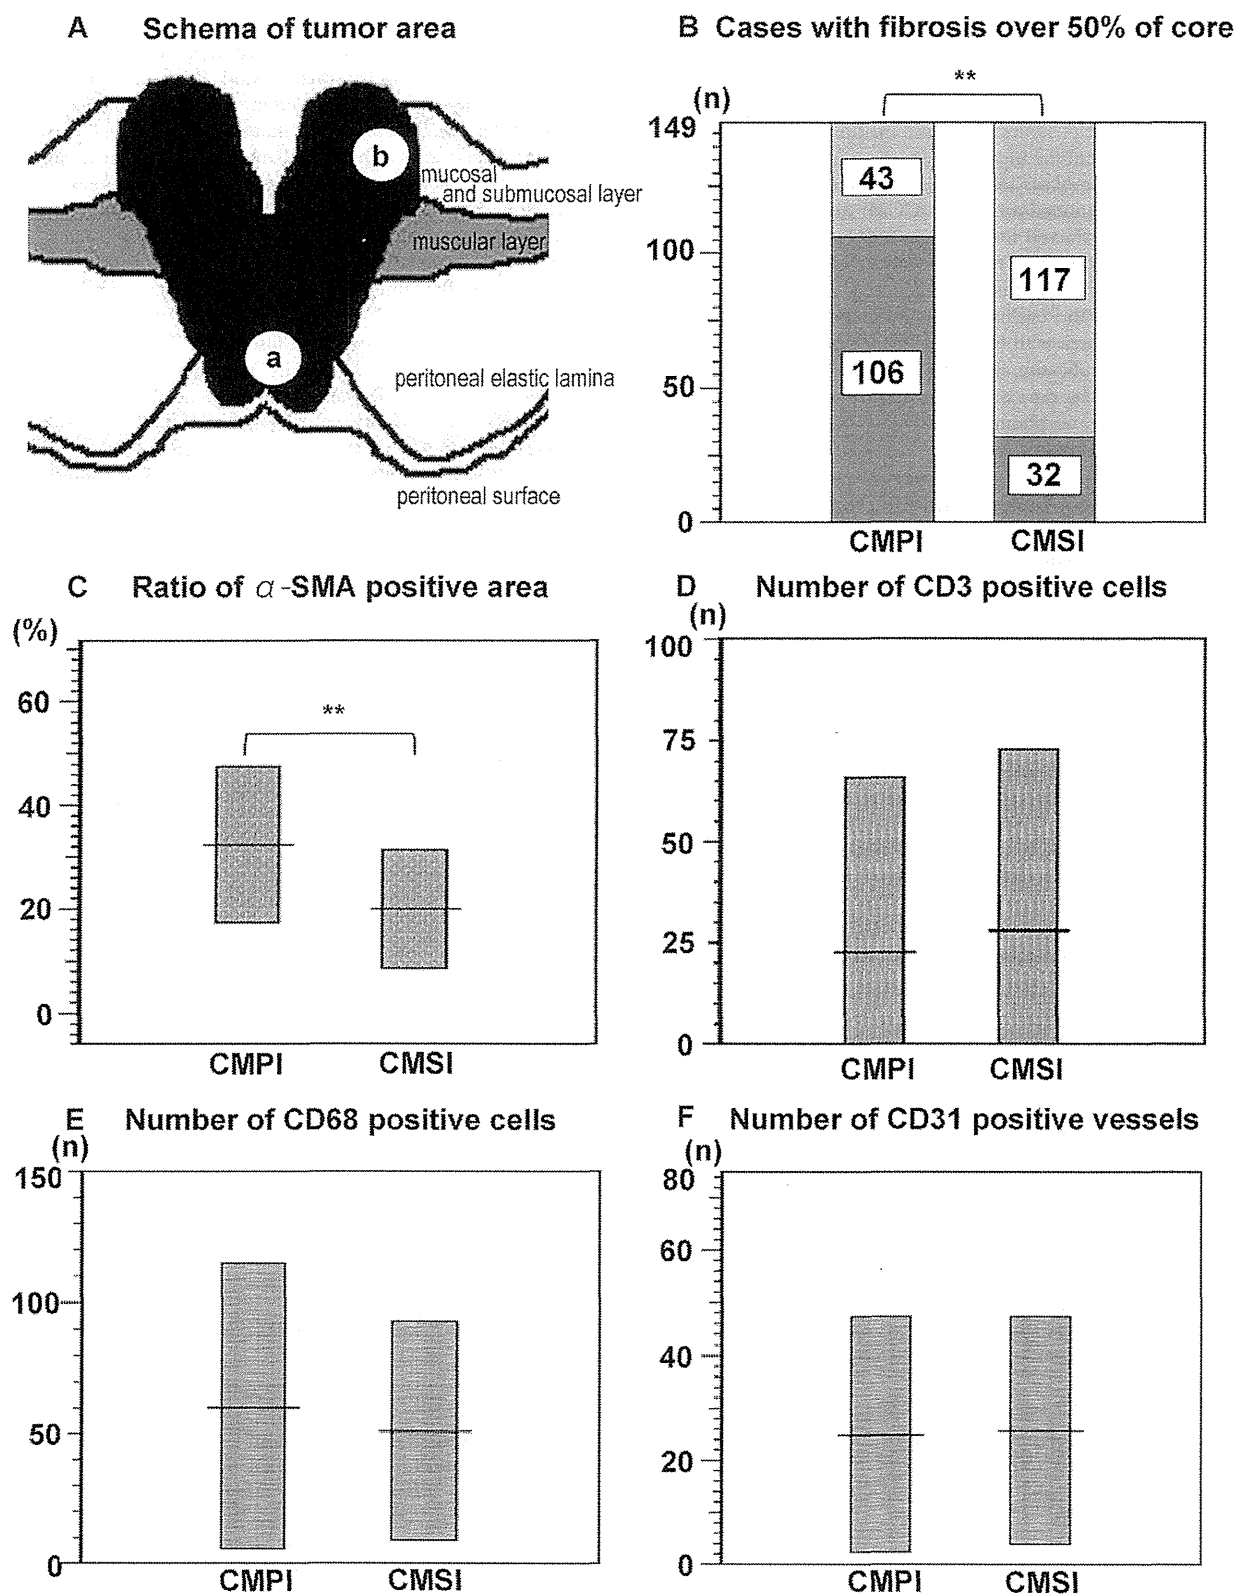 A Schema of tumor area
b
mucosal
and submucosal layer
muscular layer
a
peritoneal elastic lamina
peritoneal surface
B Cases with fibrosis over 50% of core
(n)
**
149
100
50
0
43
106
117
32
CMPI CMSI
C Ratio of α-SMA positive area
(%)
**
60
40
20
0
CMPI CMSI
D Number of CD3 positive cells
(n)
100
75
50
25
0
CMPI CMSI
E Number of CD68 positive cells
(n)
150
100
50
0
CMPI CMSI
F Number of CD31 positive vessels
(n)
80
60
40
20
0
CMPI CMSI